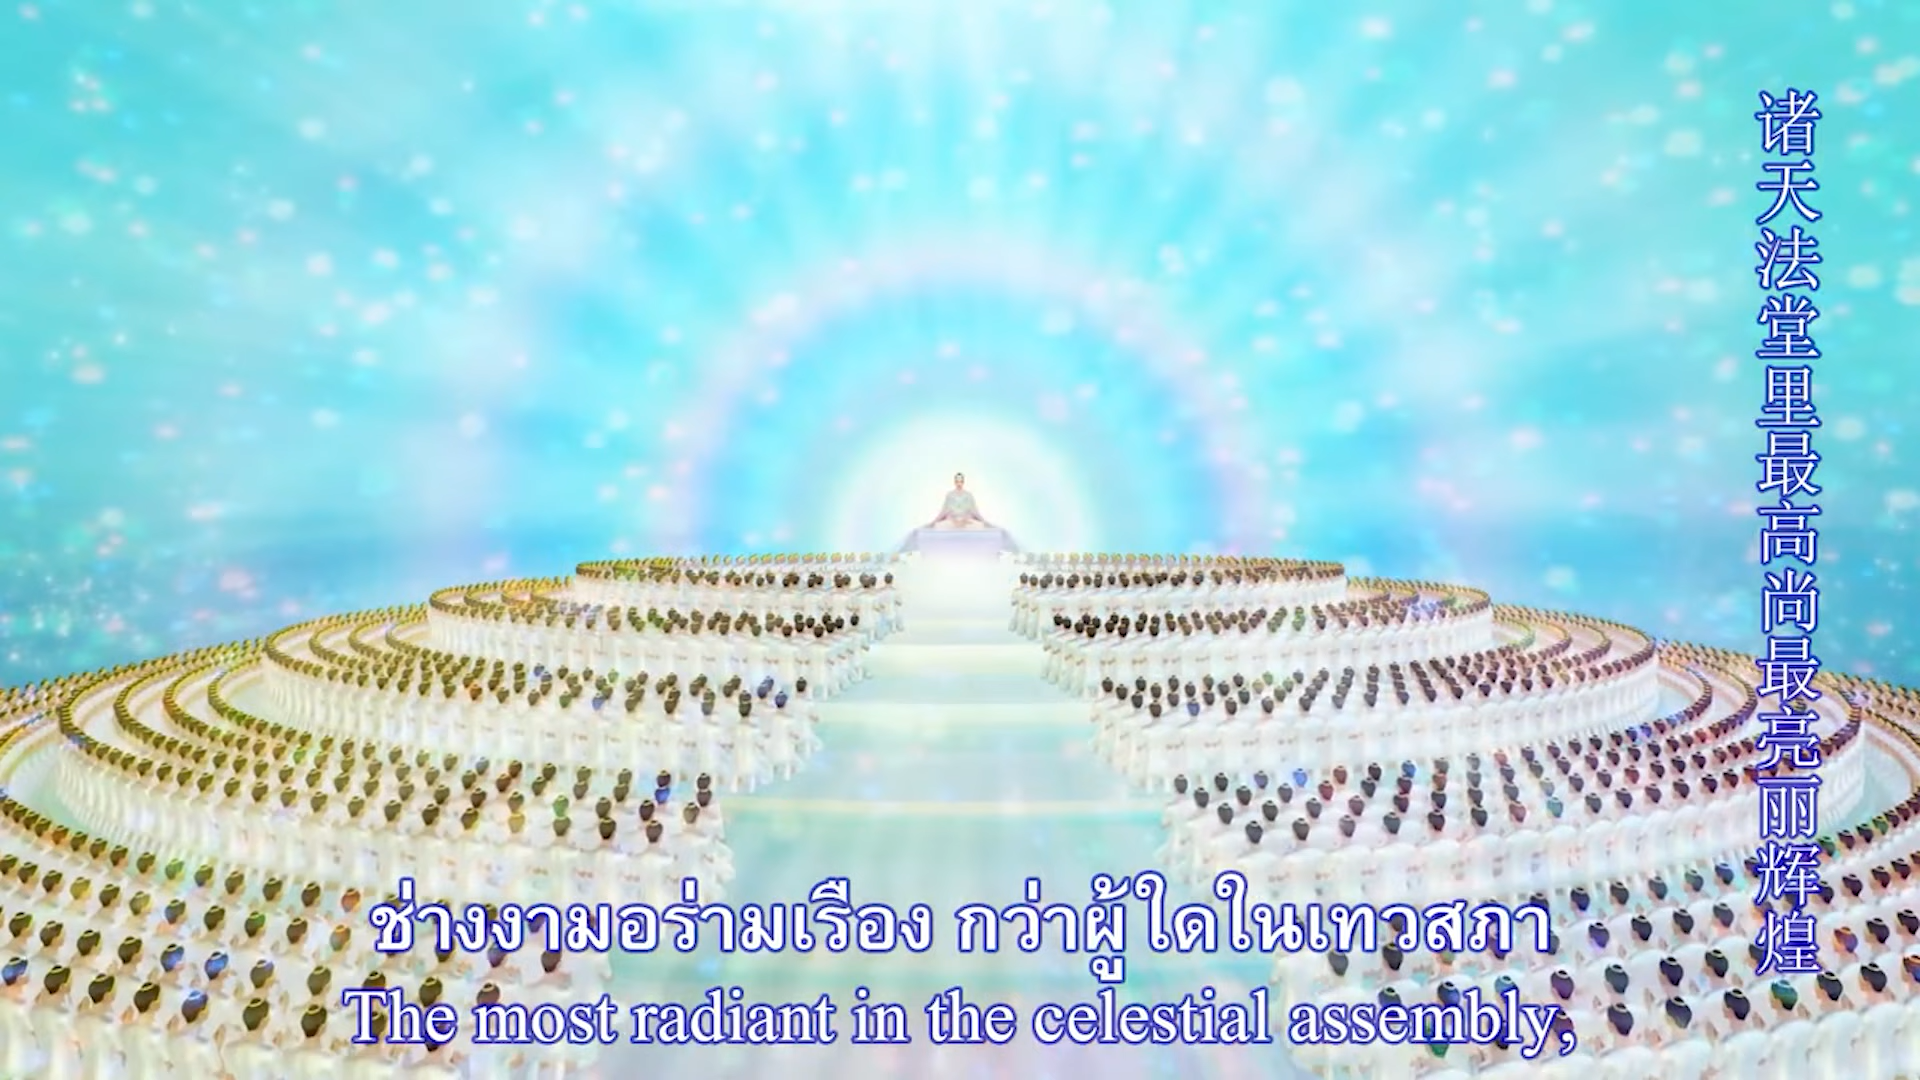 诸天法堂里最高尚最亮丽辉煌
ช่างงามอร่ามเรือง กว่าผู้ใดในเทวสภา
The most radiant in the celestial assembly,